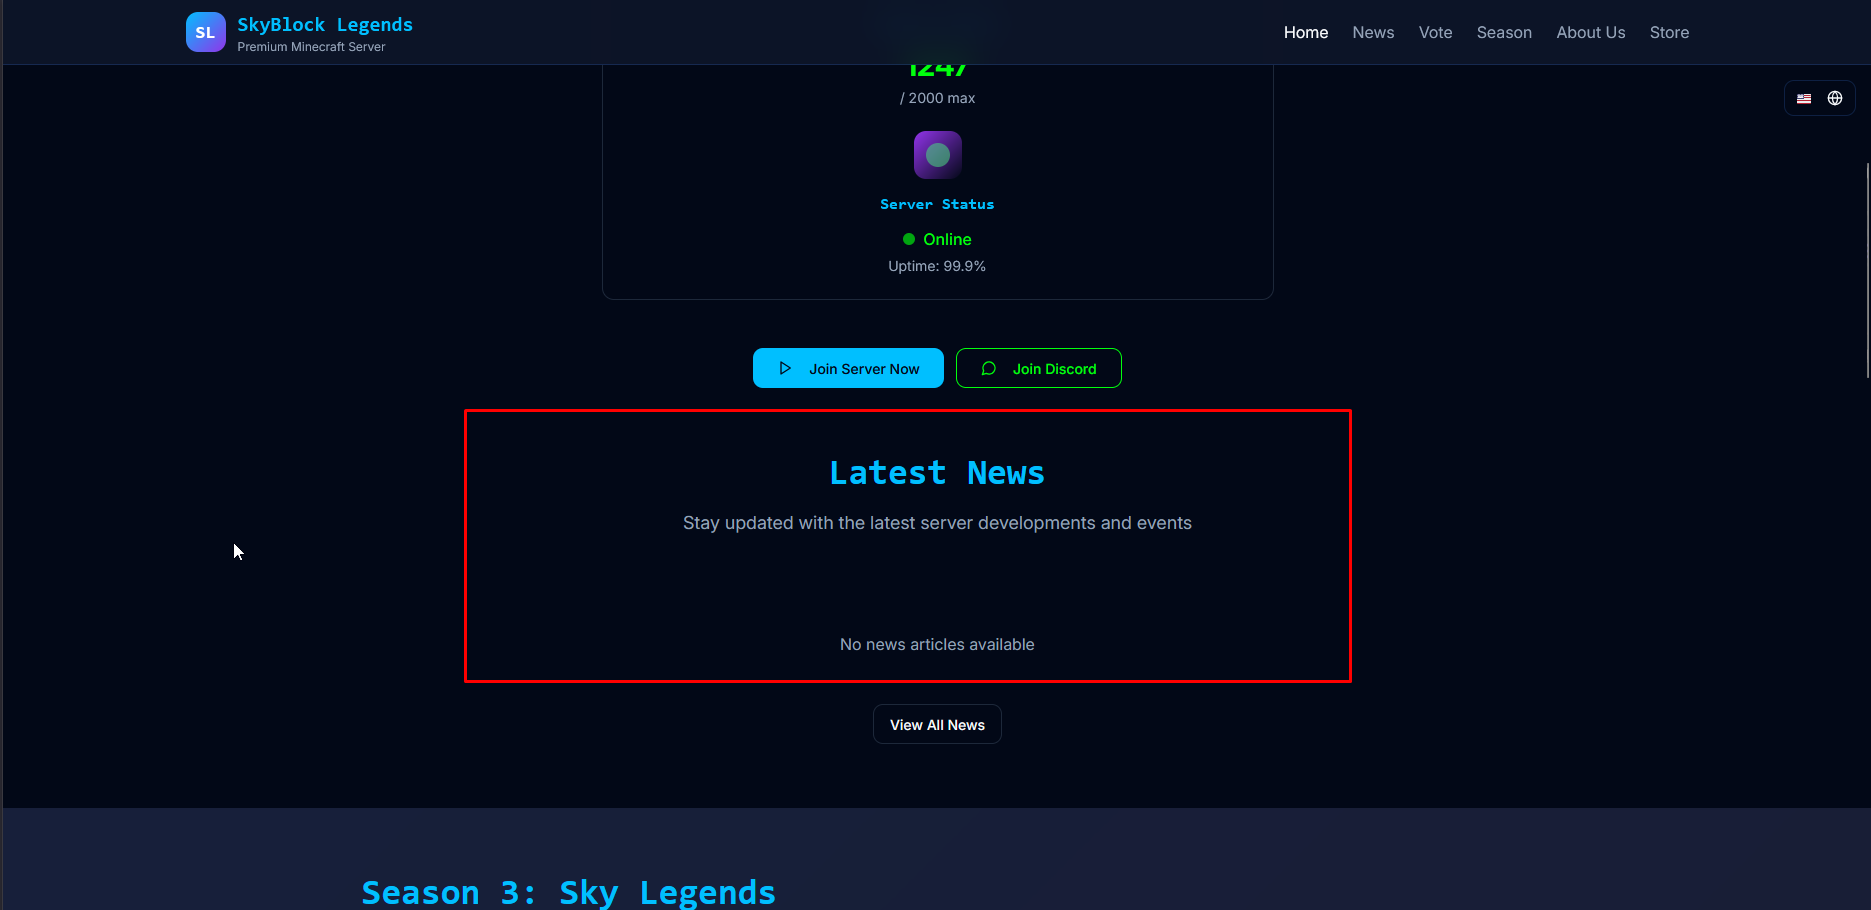 SL
SkyBlock Legends
Premium Minecraft Server
Home News Vote Season About Us Store
1247
/ 2000 max
Server Status
Online
Uptime: 99.9%
Join Server Now
Join Discord
Latest News
Stay updated with the latest server developments and events
No news articles available
View All News
Season 3: Sky Legends